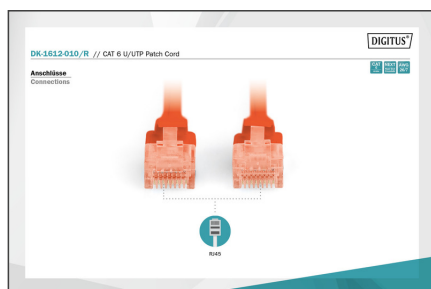 DIGITUS®
DK-1612-010/R // CAT 6 U/UTP Patch Cord
Anschlüsse
Connections
RJ45